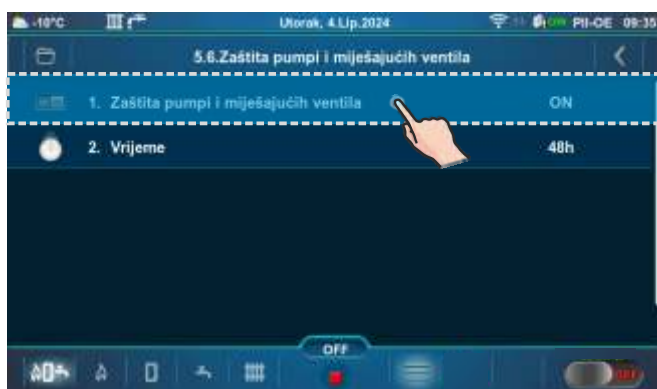 -10°C Utorak, 4.Lip.2024 PII-OE 09:35
5.6.Zaštita pumpi i miješajućih ventila
1. Zaštita pumpi i miješajućih ventila ON
2. Vrijeme 48h
OFF
OFF